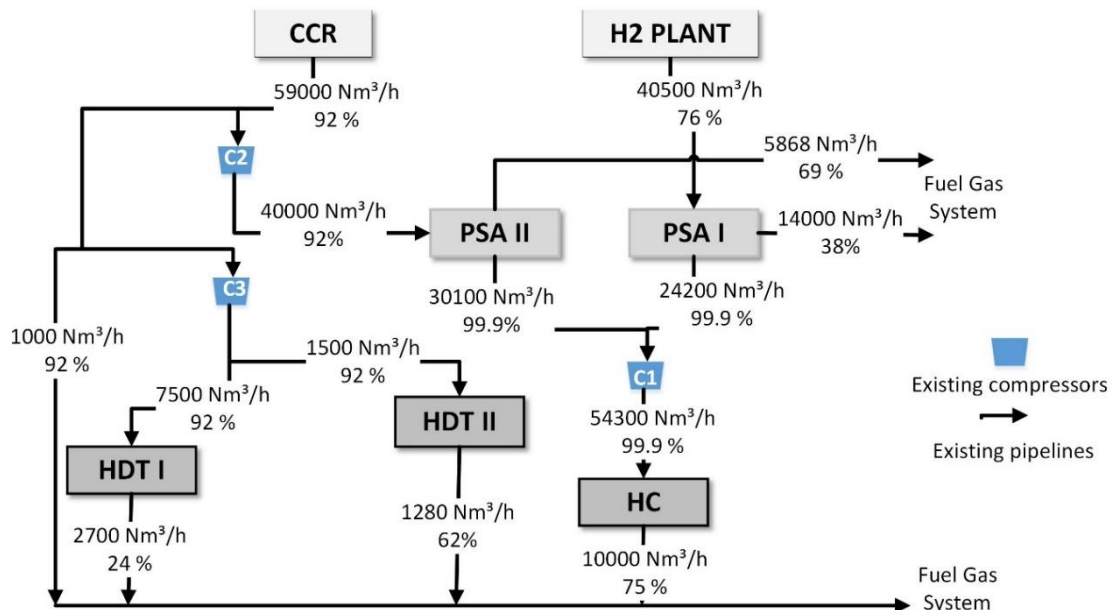 CCR
H2 PLANT
59000 Nm³/h
92 %
40500 Nm³/h
76 %
5868 Nm³/h
69 %
Fuel Gas
System
C2
40000 Nm³/h
92%
PSA II
PSA I
14000 Nm³/h
38%
C3
30100 Nm³/h
99.9%
24200 Nm³/h
99.9 %
1000 Nm³/h
92 %
1500 Nm³/h
92 %
C1
Existing compressors
7500 Nm³/h
92 %
HDT II
54300 Nm³/h
99.9 %
Existing pipelines
HDT I
HC
2700 Nm³/h
24 %
1280 Nm³/h
62%
10000 Nm³/h
75 %
Fuel Gas
System